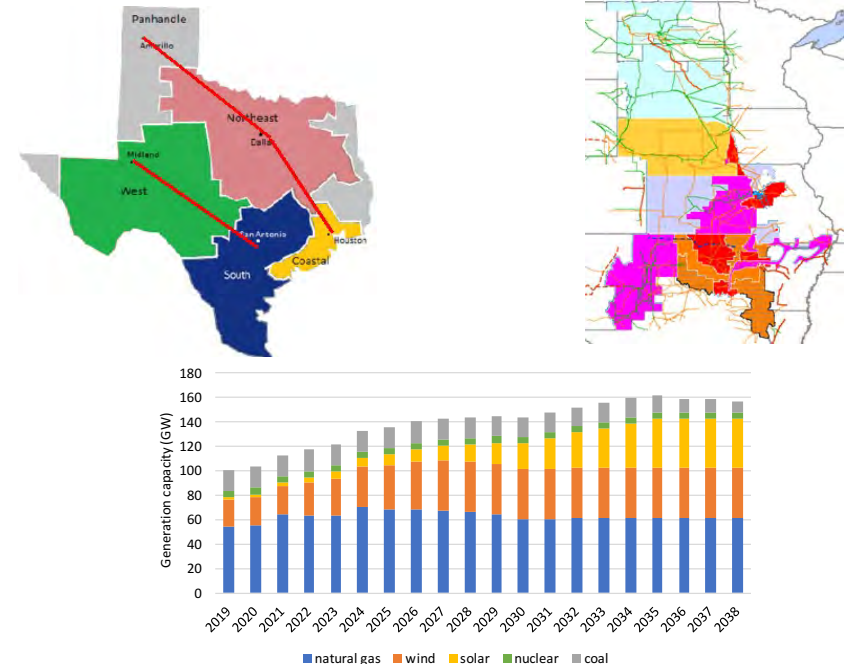 Panhandle
Amarillo
Northeast
Dallas
Midland
West
San Antonio
Houston
Coastal
South
Generation capacity (GW)
180
160
140
120
100
80
60
40
20
0
2019
2020
2021
2022
2023
2024
2025
2026
2027
2028
2029
2030
2031
2032
2033
2034
2035
2036
2037
2038
natural gas wind solar nuclear coal